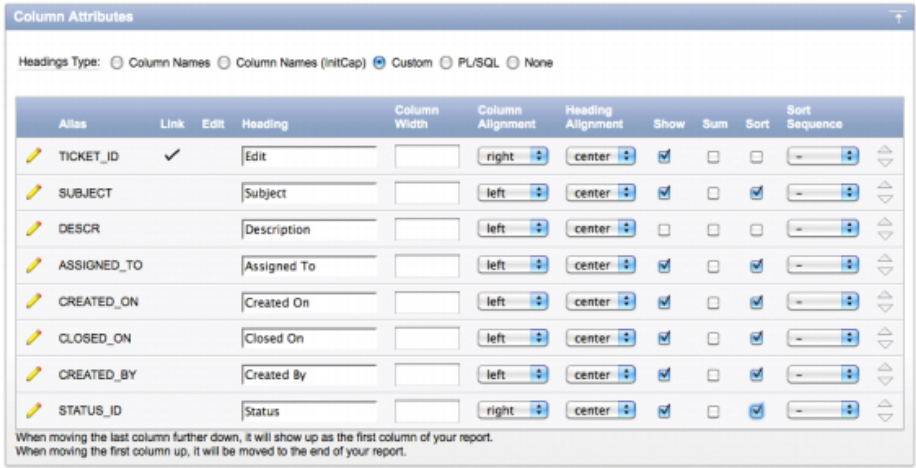 Column Attributes
Headings Type: Column Names Column Names (InitCap) Custom PL/SQL None
Alias Link Edit Heading Column Width Column Alignment Heading Alignment Show Sum Sort Sort Sequence
TICKET_ID Edit right center -
SUBJECT Subject left center -
DESCR Description left center -
ASSIGNED_TO Assigned To left center -
CREATED_ON Created On left center -
CLOSED_ON Closed On left center -
CREATED_BY Created By left center -
STATUS_ID Status right center -
When moving the last column further down, it will show up as the first column of your report.
When moving the first column up, it will be moved to the end of your report.